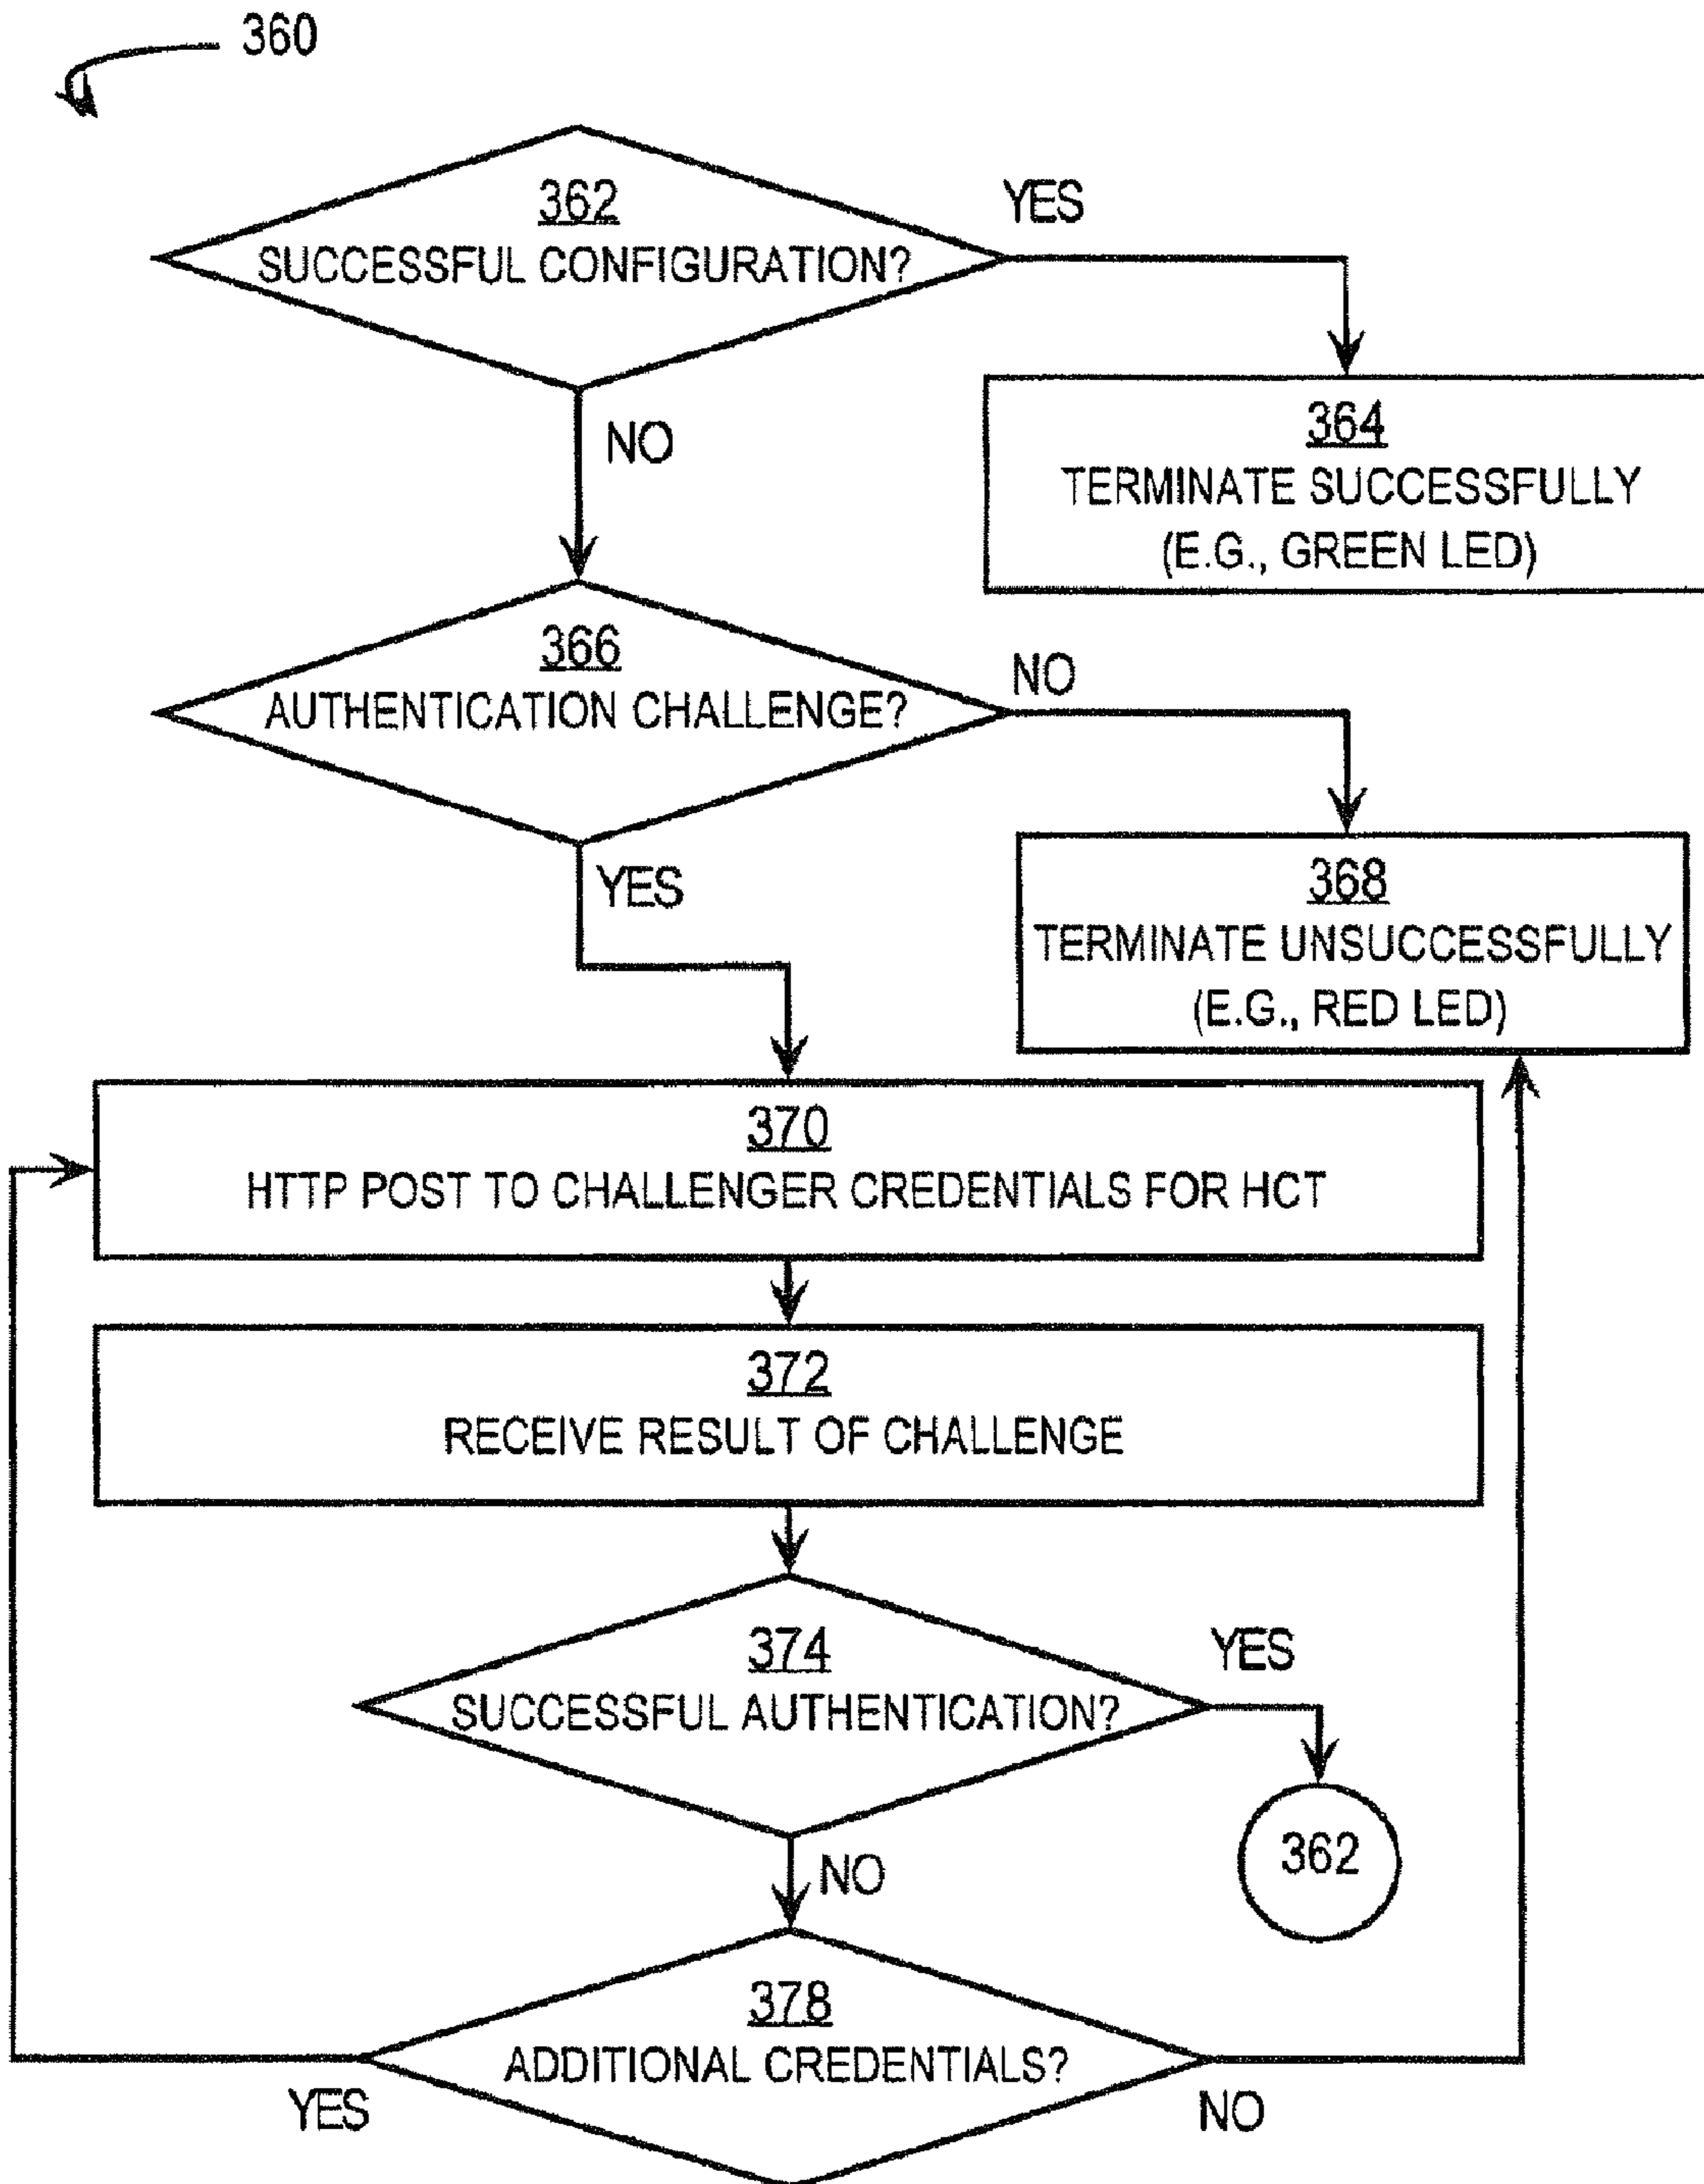 360
362
SUCCESSFUL CONFIGURATION?
YES
NO
364
TERMINATE SUCCESSFULLY
(E.G., GREEN LED)
366
AUTHENTICATION CHALLENGE?
NO
YES
368
TERMINATE UNSUCCESSFULLY
(E.G., RED LED)
370
HTTP POST TO CHALLENGER CREDENTIALS FOR HCT
372
RECEIVE RESULT OF CHALLENGE
374
SUCCESSFUL AUTHENTICATION?
YES
362
NO
378
ADDITIONAL CREDENTIALS?
YES
NO